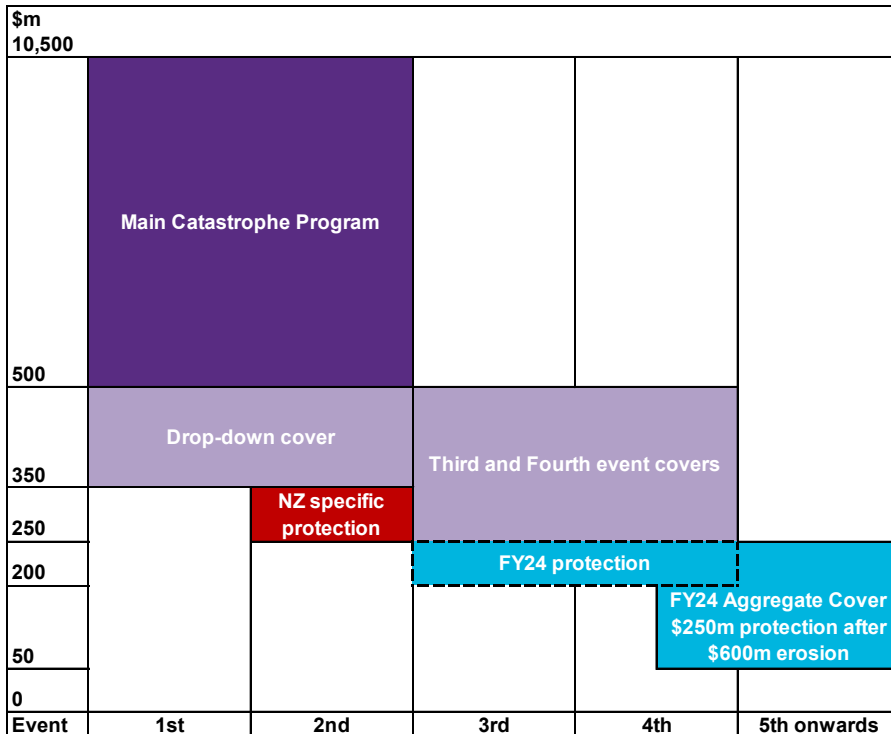 $m
10,500
Main Catastrophe Program
500
Drop-down cover
Third and Fourth event covers
350
NZ specific
protection
250
FY24 protection
200
FY24 Aggregate Cover
$250m protection after
$600m erosion
50
0
Event 1st 2nd 3rd 4th 5th onwards